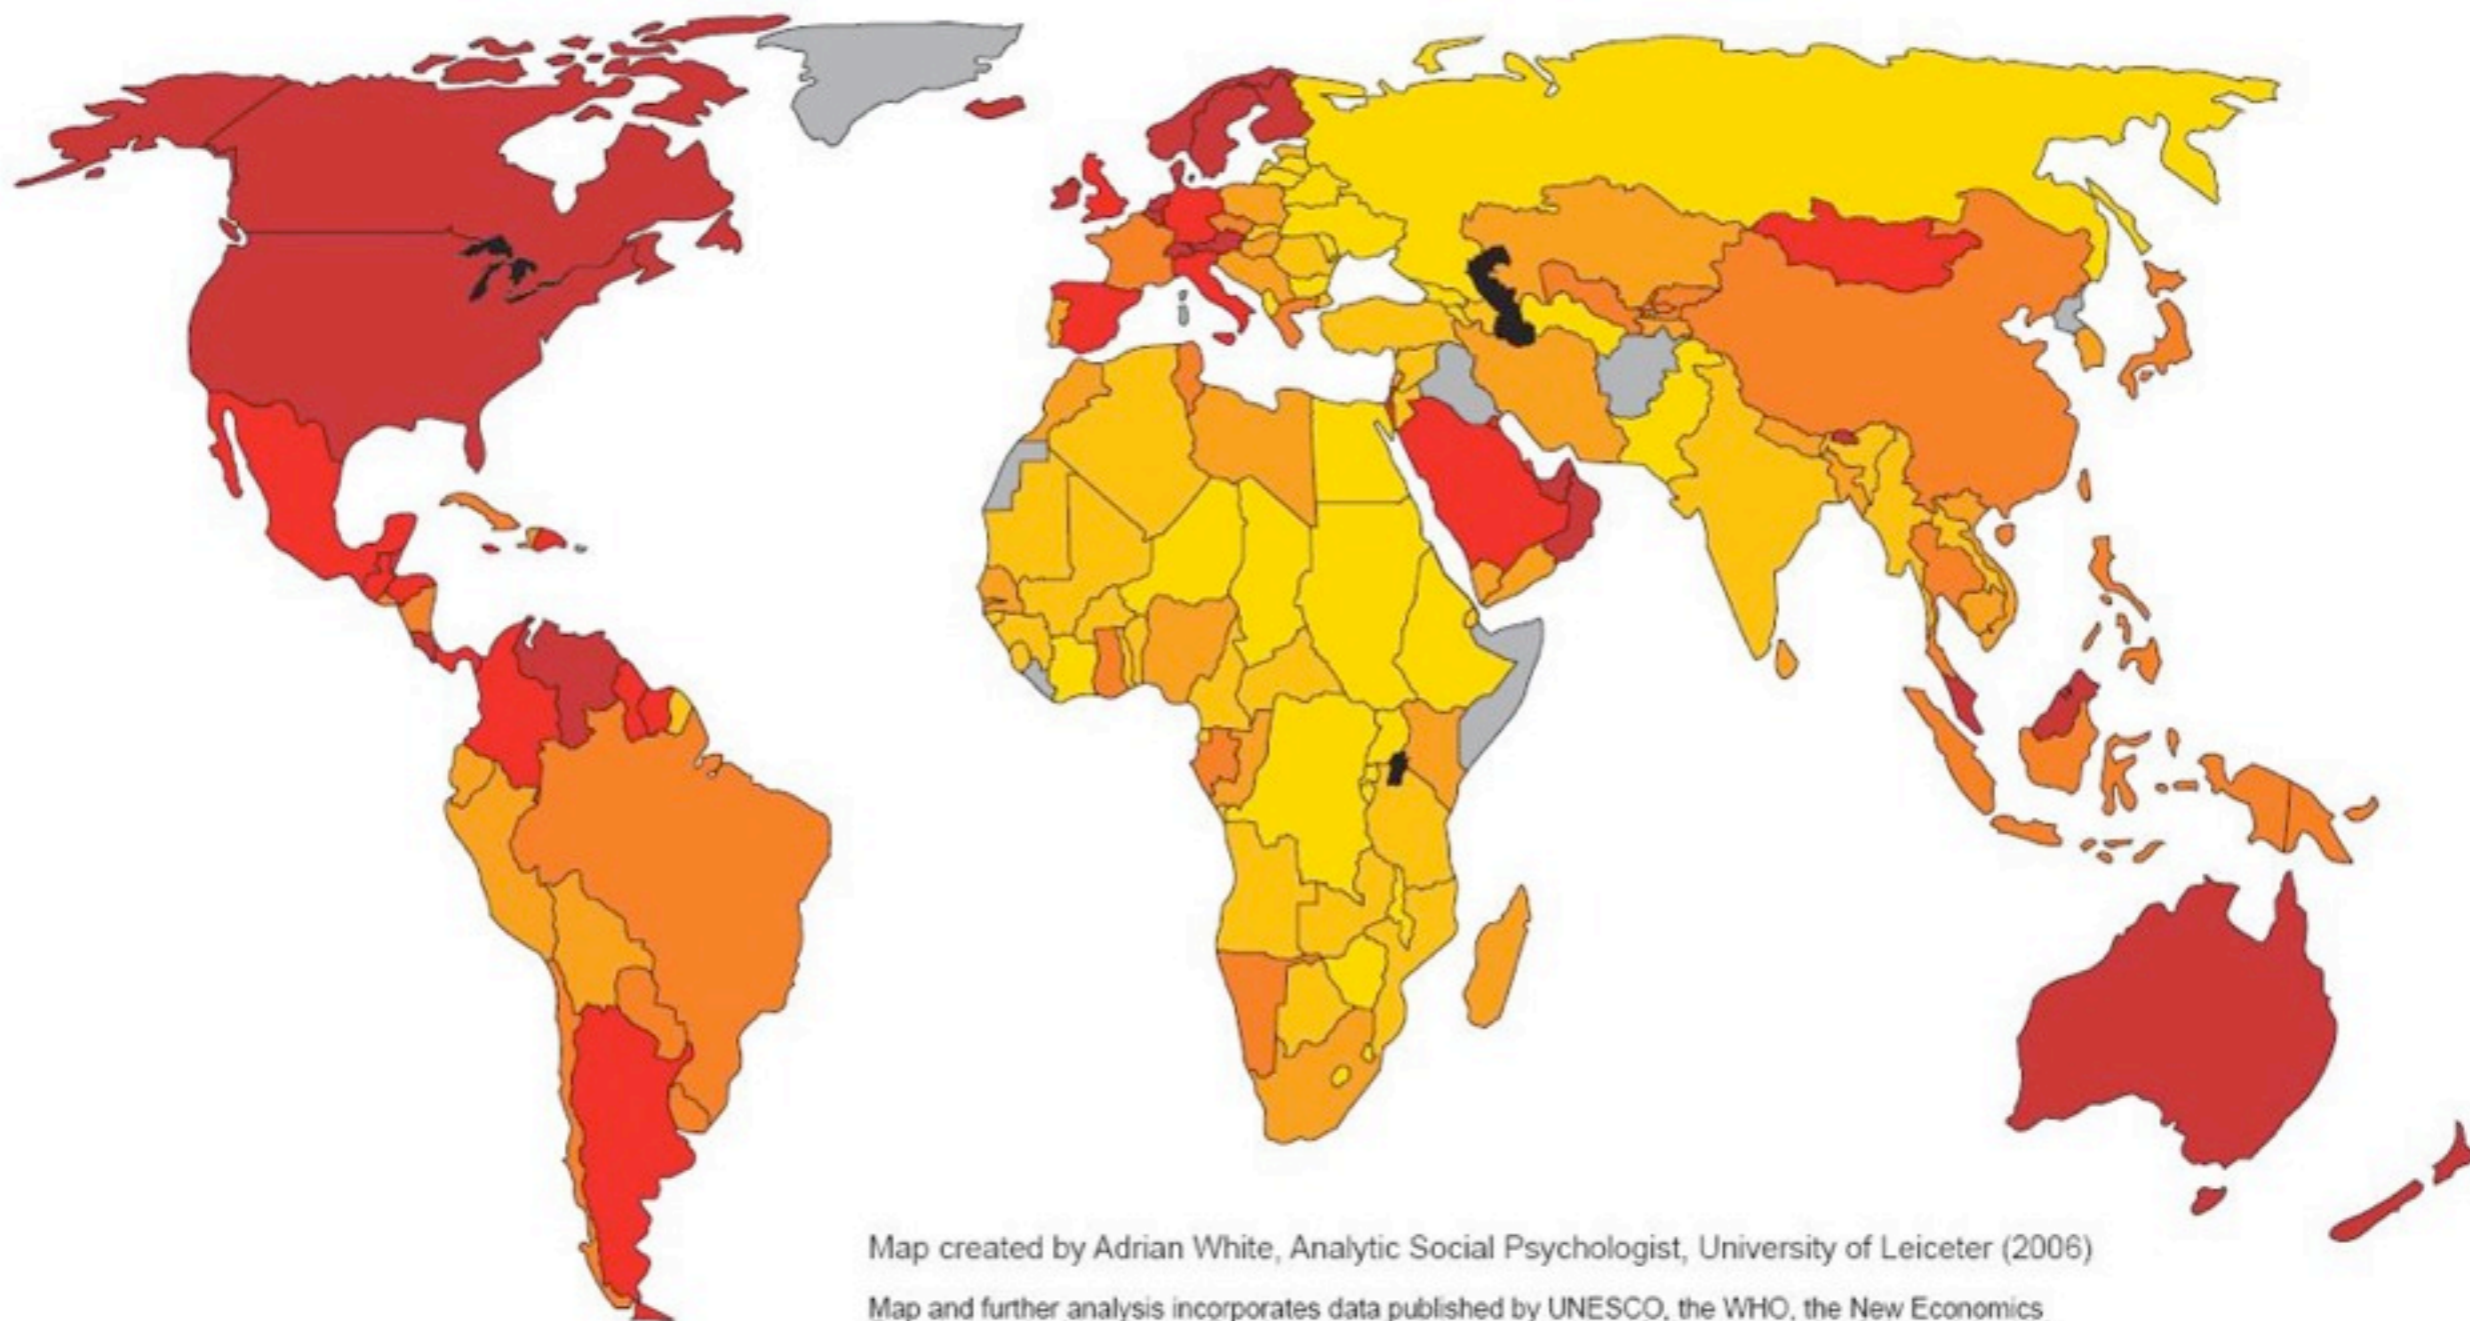 Map created by Adrian White, Analytic Social Psychologist, University of Leiceter (2006)
Map and further analysis incorporates data published by UNESCO, the WHO, the New Economics